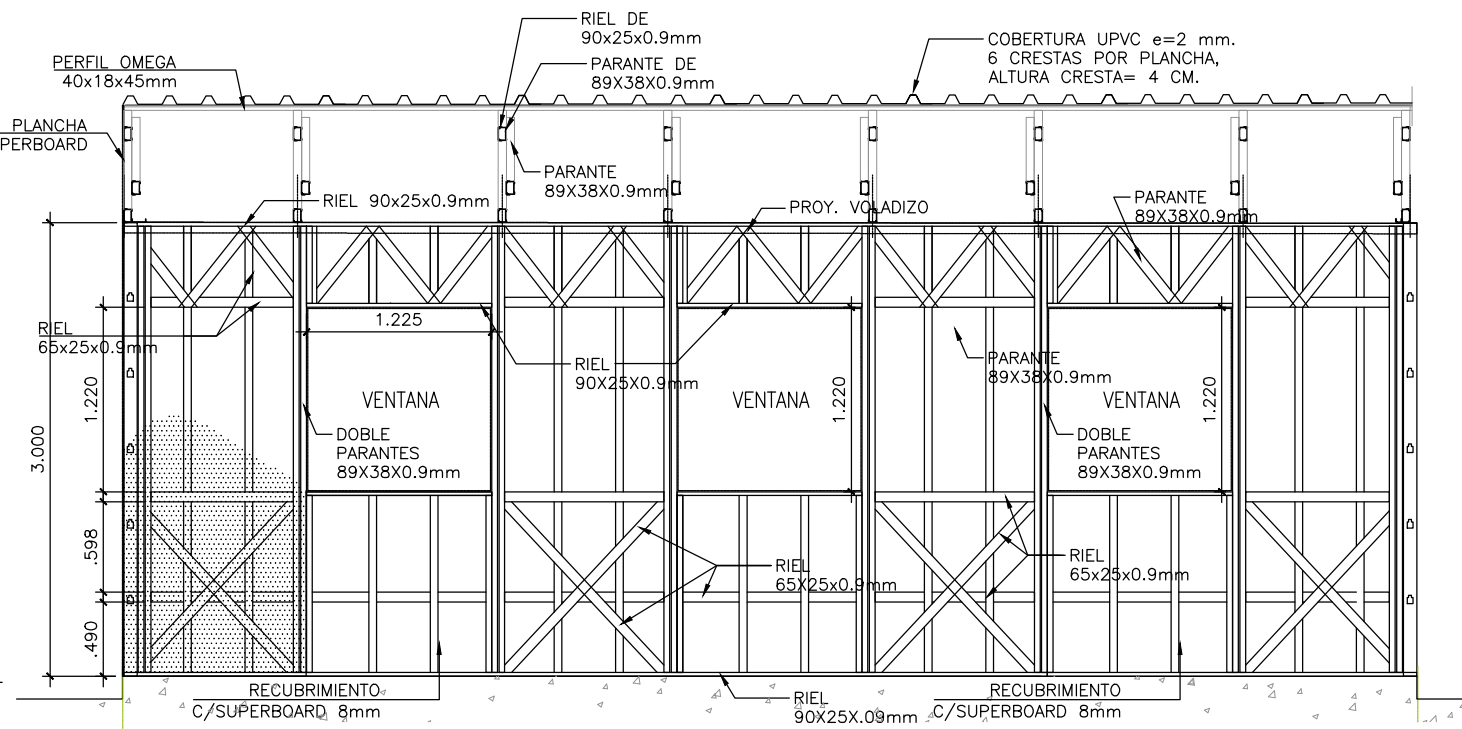 RIEL DE
90x25x0.9mm
PARANTE DE
89X38X0.9mm
COBERTURA UPVC e=2 mm.
6 CRESTAS POR PLANCHA,
ALTURA CRESTA= 4 CM.
PERFIL OMEGA
40x18x45mm
PLANCHA
PERBOARD
PARANTE
89X38X0.9mm
RIEL 90x25x0.9mm
PROY. VOLADIZO
PARANTE
89X38X0.9mm
1.225
RIEL
65x25x0.9mm
RIEL
90X25X0.9mm
PARANTE
89X38X0.9mm
3.000
1.220
VENTANA
VENTANA
1.220
VENTANA
1.220
DOBLE
PARANTES
89X38X0.9mm
DOBLE
PARANTES
89X38X0.9mm
.598
RIEL
65X25x0.9mm
RIEL
65x25x0.9mm
.490
RECUBRIMIENTO
C/SUPERBOARD 8mm
RIEL
90X25X.09mm
RECUBRIMIENTO
C/SUPERBOARD 8mm